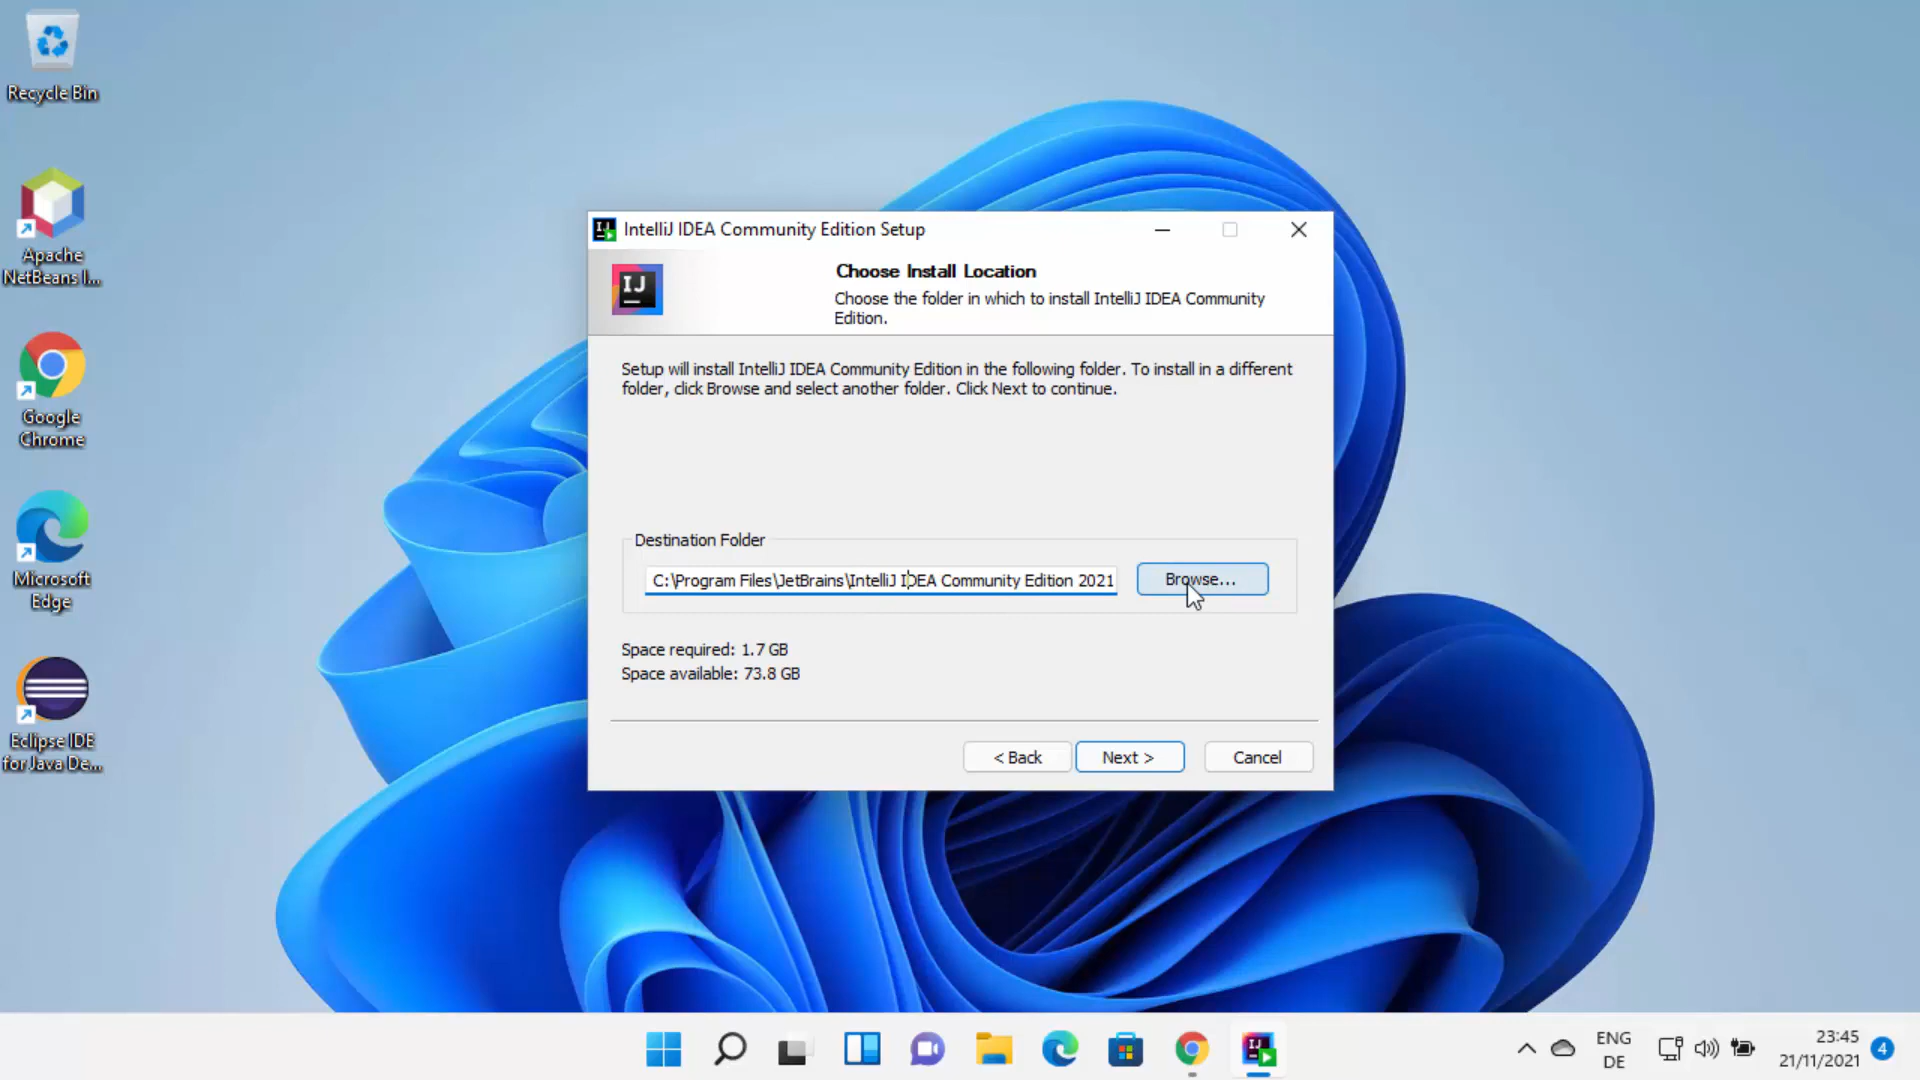 Recycle Bin
Apache
NetBeans I...
Google
Chrome
Microsoft
Edge
Eclipse IDE
for Java De...
IJ
IntelliJ IDEA Community Edition Setup
IJ
Choose Install Location
Choose the folder in which to install IntelliJ IDEA Community
Edition.
Setup will install IntelliJ IDEA Community Edition in the following folder. To install in a different
folder, click Browse and select another folder. Click Next to continue.
Destination Folder
C:\Program Files\JetBrains\IntelliJ IDEA Community Edition 2021
Browse...
Space required: 1.7 GB
Space available: 73.8 GB
< Back
Next >
Cancel
IJ
ENG
DE
23:45
21/11/2021
4